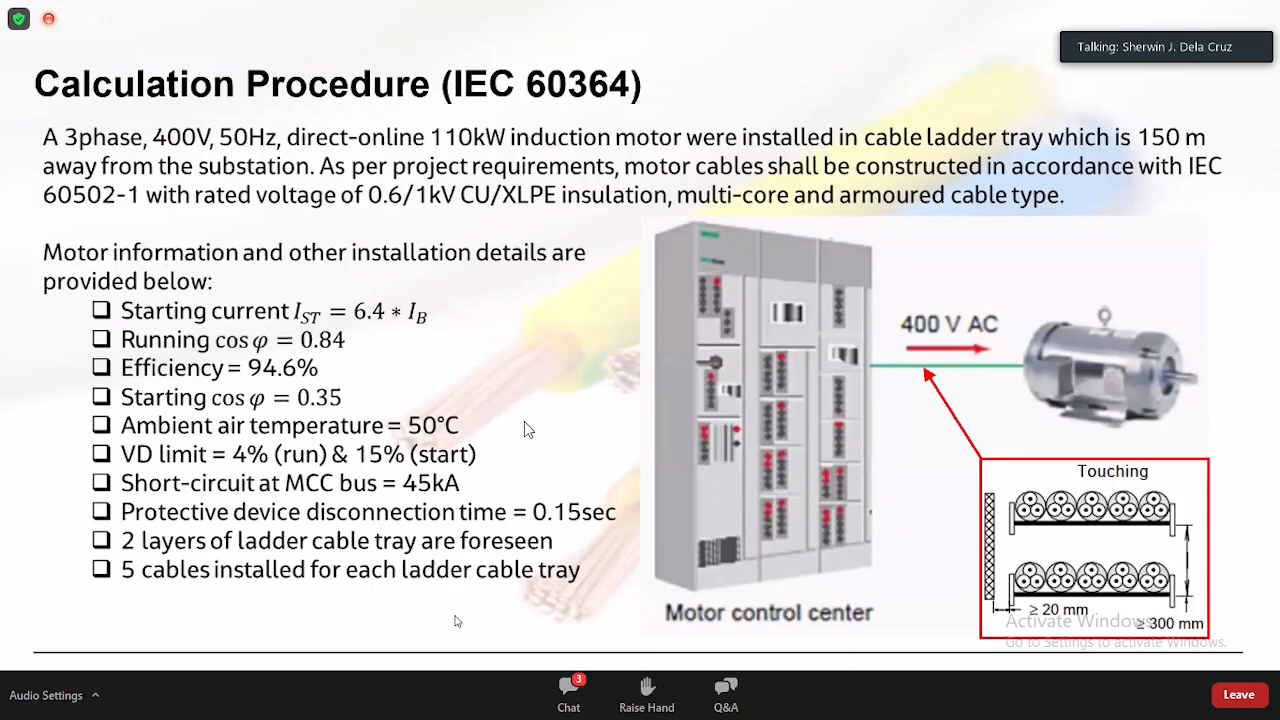 Talking: Sherwin J. Dela Cruz
Calculation Procedure (IEC 60364)
A 3phase, 400V, 50Hz, direct-online 110kW induction motor were installed in cable ladder tray which is 150 m
away from the substation. As per project requirements, motor cables shall be constructed in accordance with IEC
60502-1 with rated voltage of 0.6/1kV CU/XLPE insulation, multi-core and armoured cable type.
Motor information and other installation details are
provided below:
❑ Starting current I_ST = 6.4 * I_B
❑ Running cos φ = 0.84
❑ Efficiency = 94.6%
❑ Starting cos φ = 0.35
❑ Ambient air temperature = 50°C
❑ VD limit = 4% (run) & 15% (start)
❑ Short-circuit at MCC bus = 45kA
❑ Protective device disconnection time = 0.15sec
❑ 2 layers of ladder cable tray are foreseen
❑ 5 cables installed for each ladder cable tray
400 V AC
Motor control center
Touching
≥ 20 mm
≥ 300 mm
Activate Windows
Go to Settings to activate Windows.
Audio Settings
3
Chat
Raise Hand
Q&A
Leave